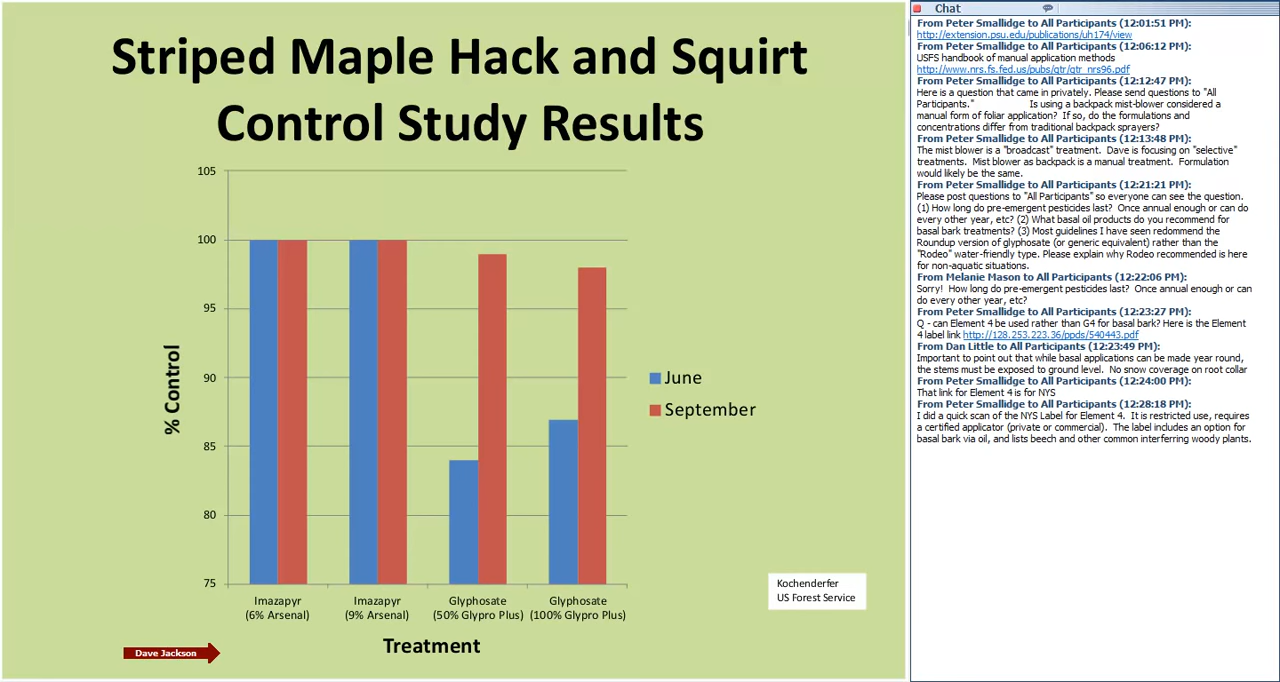 Striped Maple Hack and Squirt
Control Study Results
105
100
95
90
85
80
75
% Control
June
September
Imazapyr
(6% Arsenal)
Imazapyr
(9% Arsenal)
Glyphosate
(50% Glypro Plus)
Glyphosate
(100% Glypro Plus)
Treatment
Kochenderfer
US Forest Service
Dave Jackson
Chat
From Peter Smallidge to All Participants (12:01:51 PM):
http://extension.psu.edu/publications/uh174/view
From Peter Smallidge to All Participants (12:06:12 PM):
USFS handbook of manual application methods
http://www.nrs.fs.fed.us/pubs/gtr/gtr_nrs96.pdf
From Peter Smallidge to All Participants (12:12:47 PM):
Here is a question that came in privately. Please send questions to "All
Participants." Is using a backpack mist-blower considered a
manual form of foliar application? If so, do the formulations and
concentrations differ from traditional backpack sprayers?
From Peter Smallidge to All Participants (12:13:48 PM):
The mist blower is a "broadcast" treatment. Dave is focusing on "selective"
treatments. Mist blower as backpack is a manual treatment. Formulation
would likely be the same.
From Peter Smallidge to All Participants (12:21:21 PM):
Please post questions to "All Participants" so everyone can see the question.
(1) How long do pre-emergent pesticides last? Once annual enough or can do
every other year, etc? (2) What basal oil products do you recommend for
basal bark treatments? (3) Most guidelines I have seen redommend the
Roundup version of glyphosate (or generic equivalent) rather than the
"Rodeo" water-friendly type. Please explain why Rodeo recommended is here
for non-aquatic situations.
From Melanie Mason to All Participants (12:22:06 PM):
Sorry! How long do pre-emergent pesticides last? Once annual enough or can
do every other year, etc?
From Peter Smallidge to All Participants (12:23:27 PM):
Q - can Element 4 be used rather than G4 for basal bark? Here is the Element
4 label link http://128.253.223.36/ppds/540443.pdf
From Dan Little to All Participants (12:23:49 PM):
Important to point out that while basal applications can be made year round,
the stems must be exposed to ground level. No snow coverage on root collar
From Peter Smallidge to All Participants (12:24:00 PM):
That link for Element 4 is for NYS
From Peter Smallidge to All Participants (12:28:18 PM):
I did a quick scan of the NYS Label for Element 4. It is restricted use, requires
a certified applicator (private or commercial). The label includes an option for
basal bark via oil, and lists beech and other common interferring woody plants.